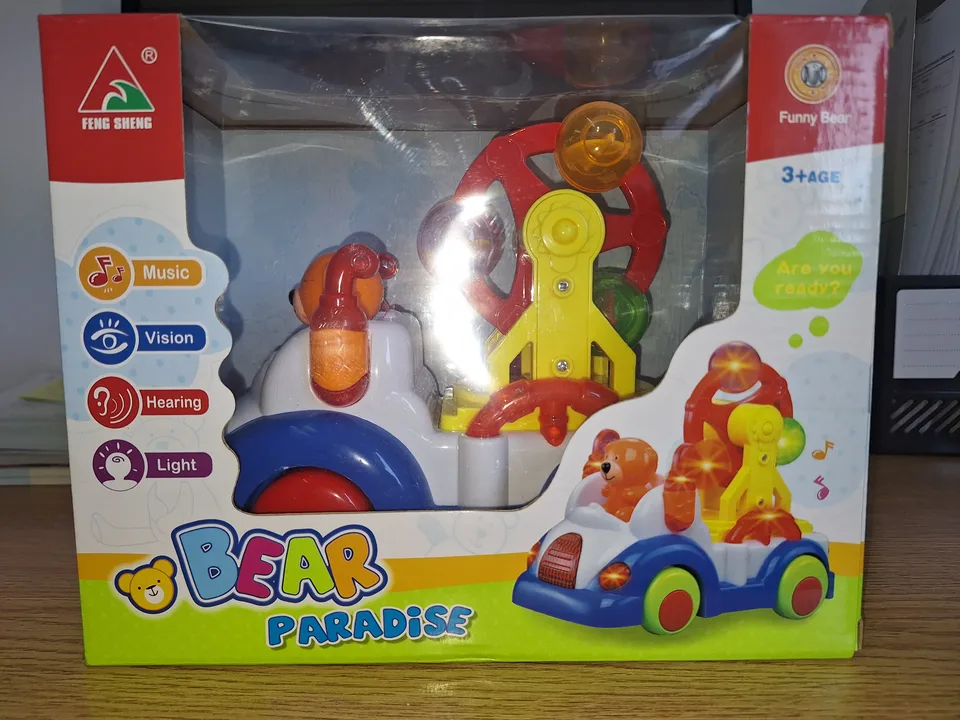 ®
FENG SHENG
Funny Bear
3+AGE
Are you
ready?
Music
Vision
Hearing
Light
BEAR
PARADiSE